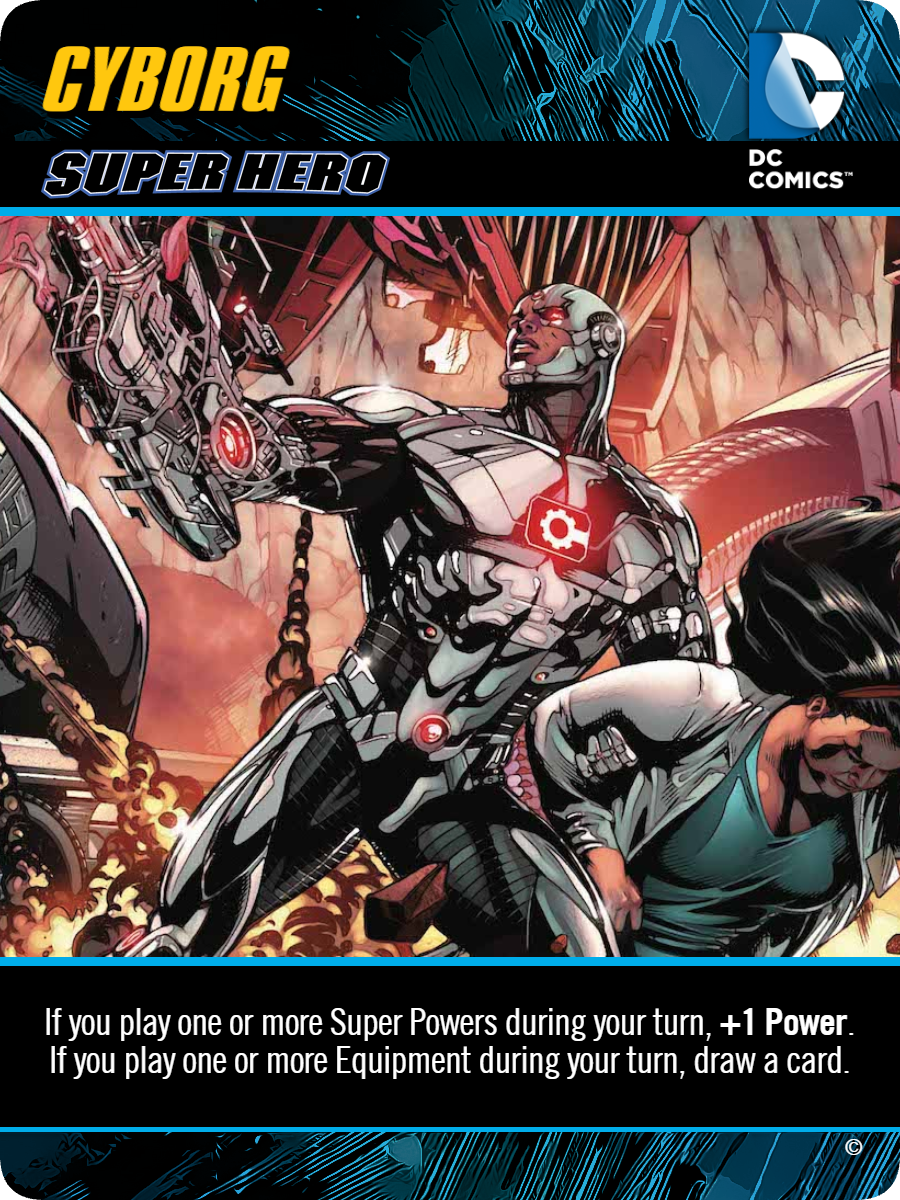 CYBORG
SUPER HERO
DC
COMICS™
If you play one or more Super Powers during your turn, +1 Power.
If you play one or more Equipment during your turn, draw a card.
©